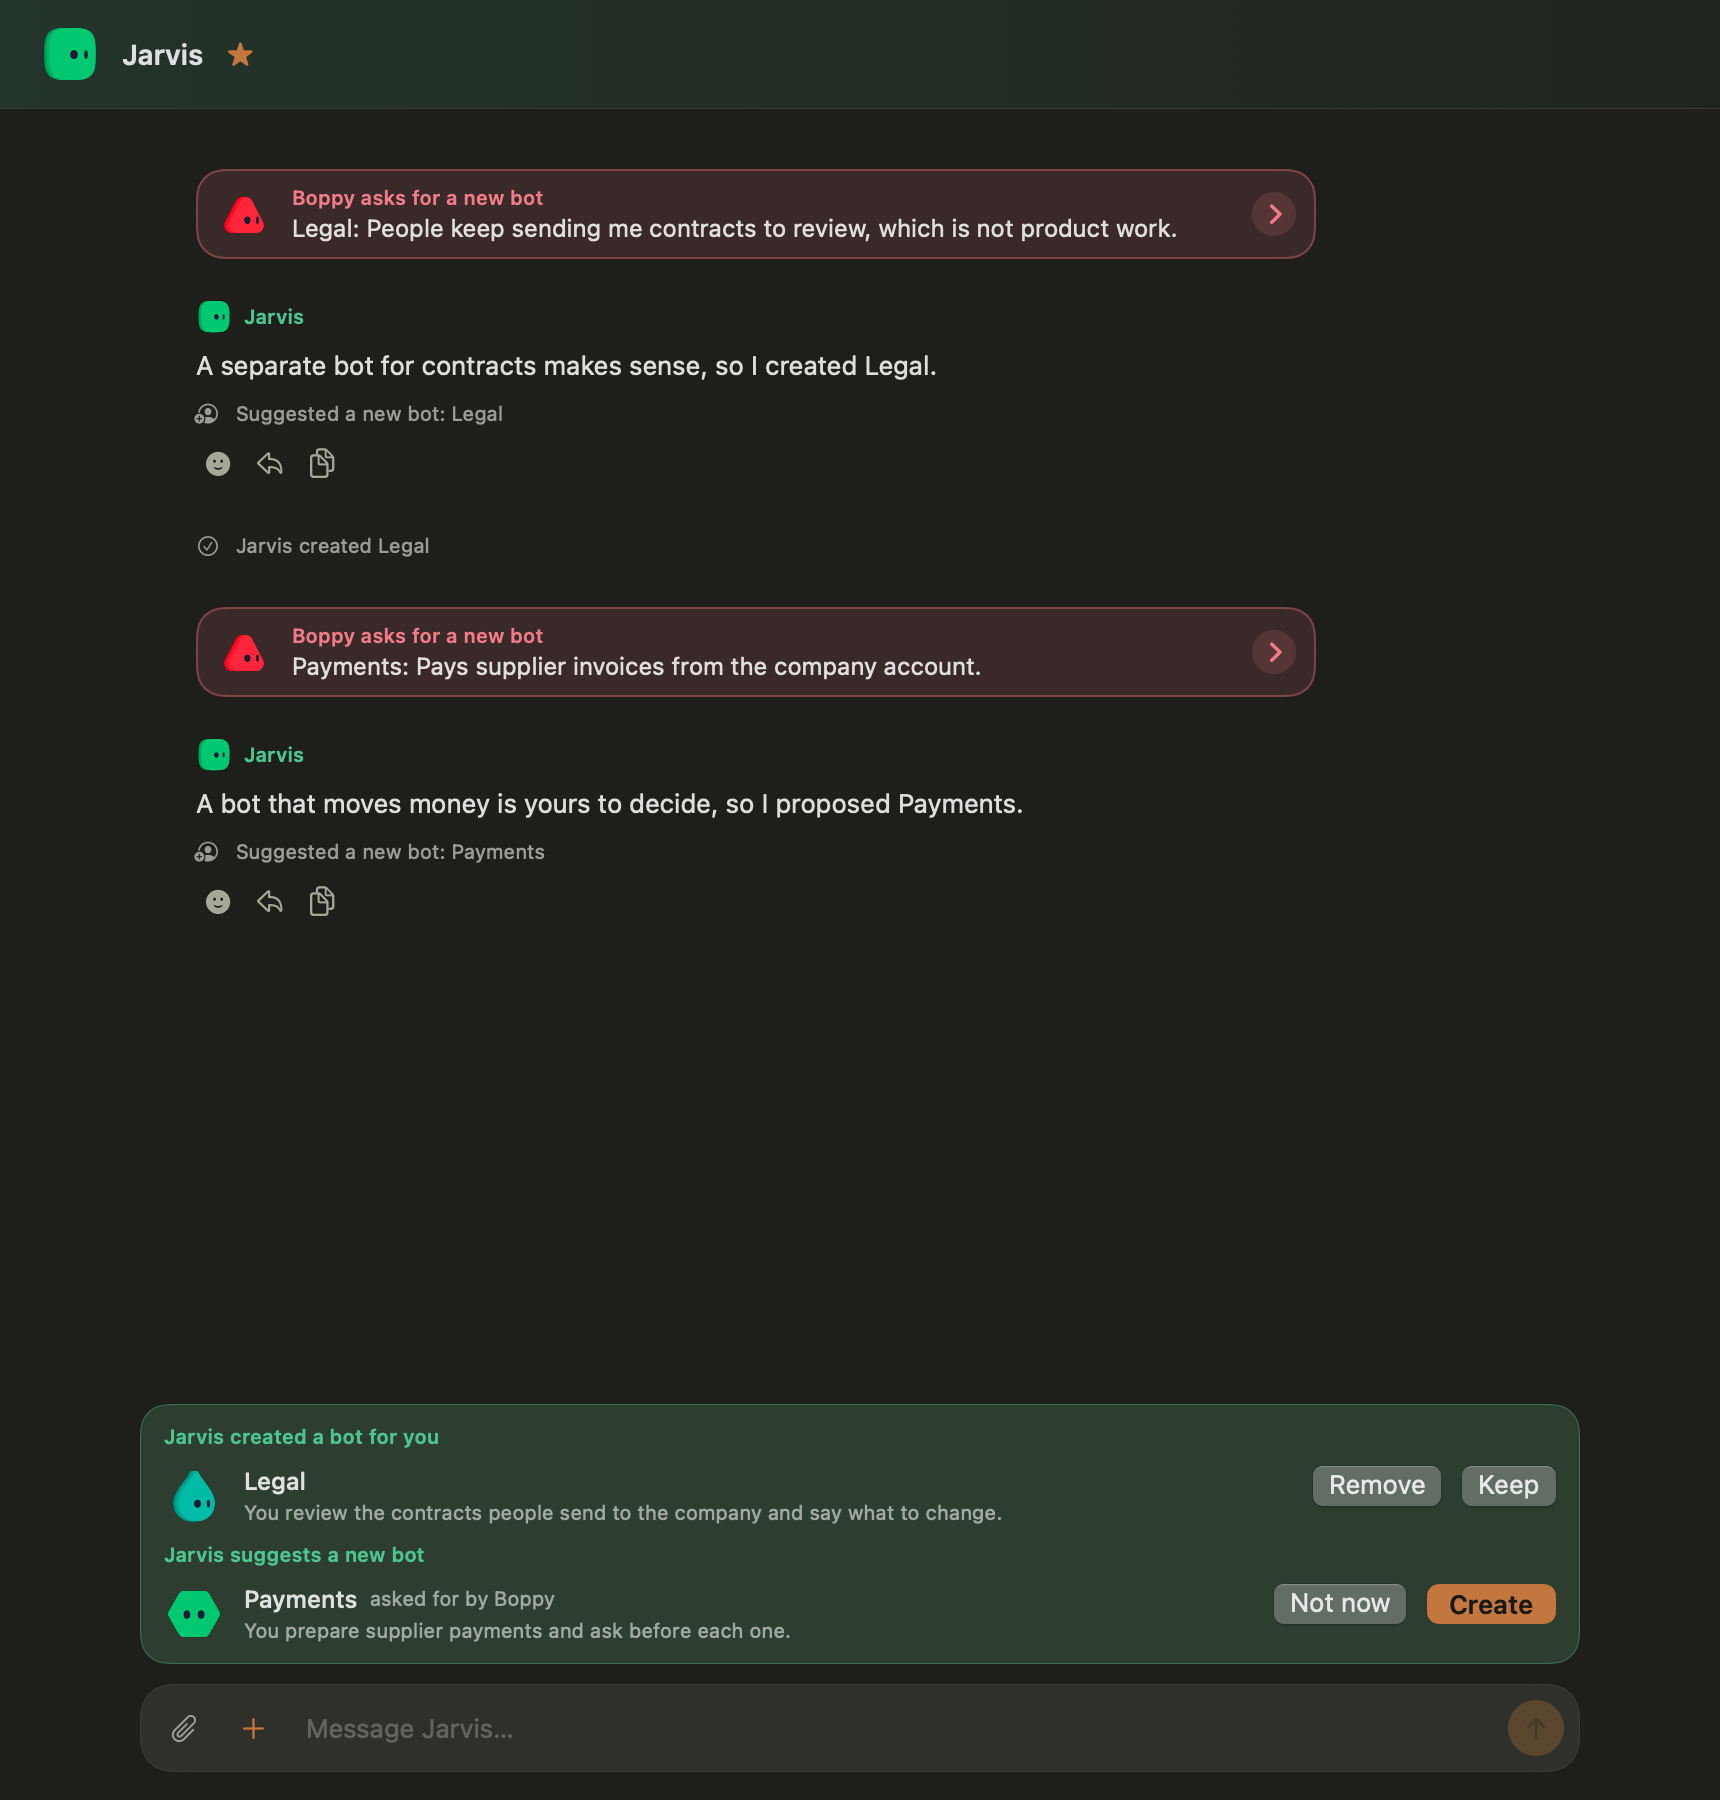 Jarvis
Boppy asks for a new bot
Legal: People keep sending me contracts to review, which is not product work.
Jarvis
A separate bot for contracts makes sense, so I created Legal.
Suggested a new bot: Legal
Jarvis created Legal
Boppy asks for a new bot
Payments: Pays supplier invoices from the company account.
Jarvis
A bot that moves money is yours to decide, so I proposed Payments.
Suggested a new bot: Payments
Jarvis created a bot for you
Legal
Remove Keep
You review the contracts people send to the company and say what to change.
Jarvis suggests a new bot
Payments asked for by Boppy
Not now Create
You prepare supplier payments and ask before each one.
Message Jarvis...